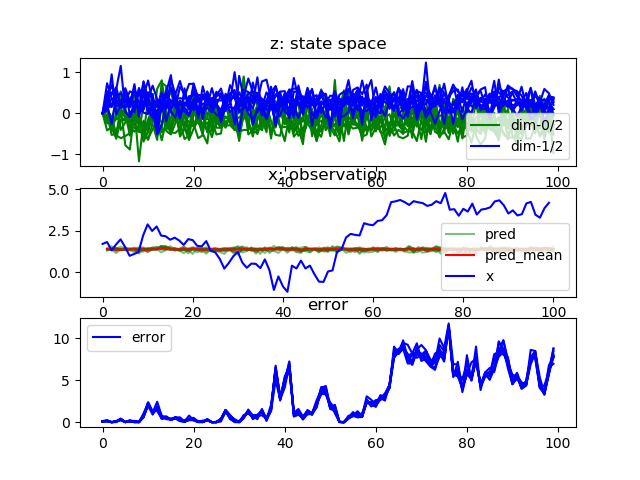 z: state space
1
0
−1
dim-0/2
dim-1/2
0 20 40 60 80 100
x: observation
5.0
2.5
0.0
pred
pred_mean
x
0 20 40 60 80 100
error
10
5
0
error
0 20 40 60 80 100